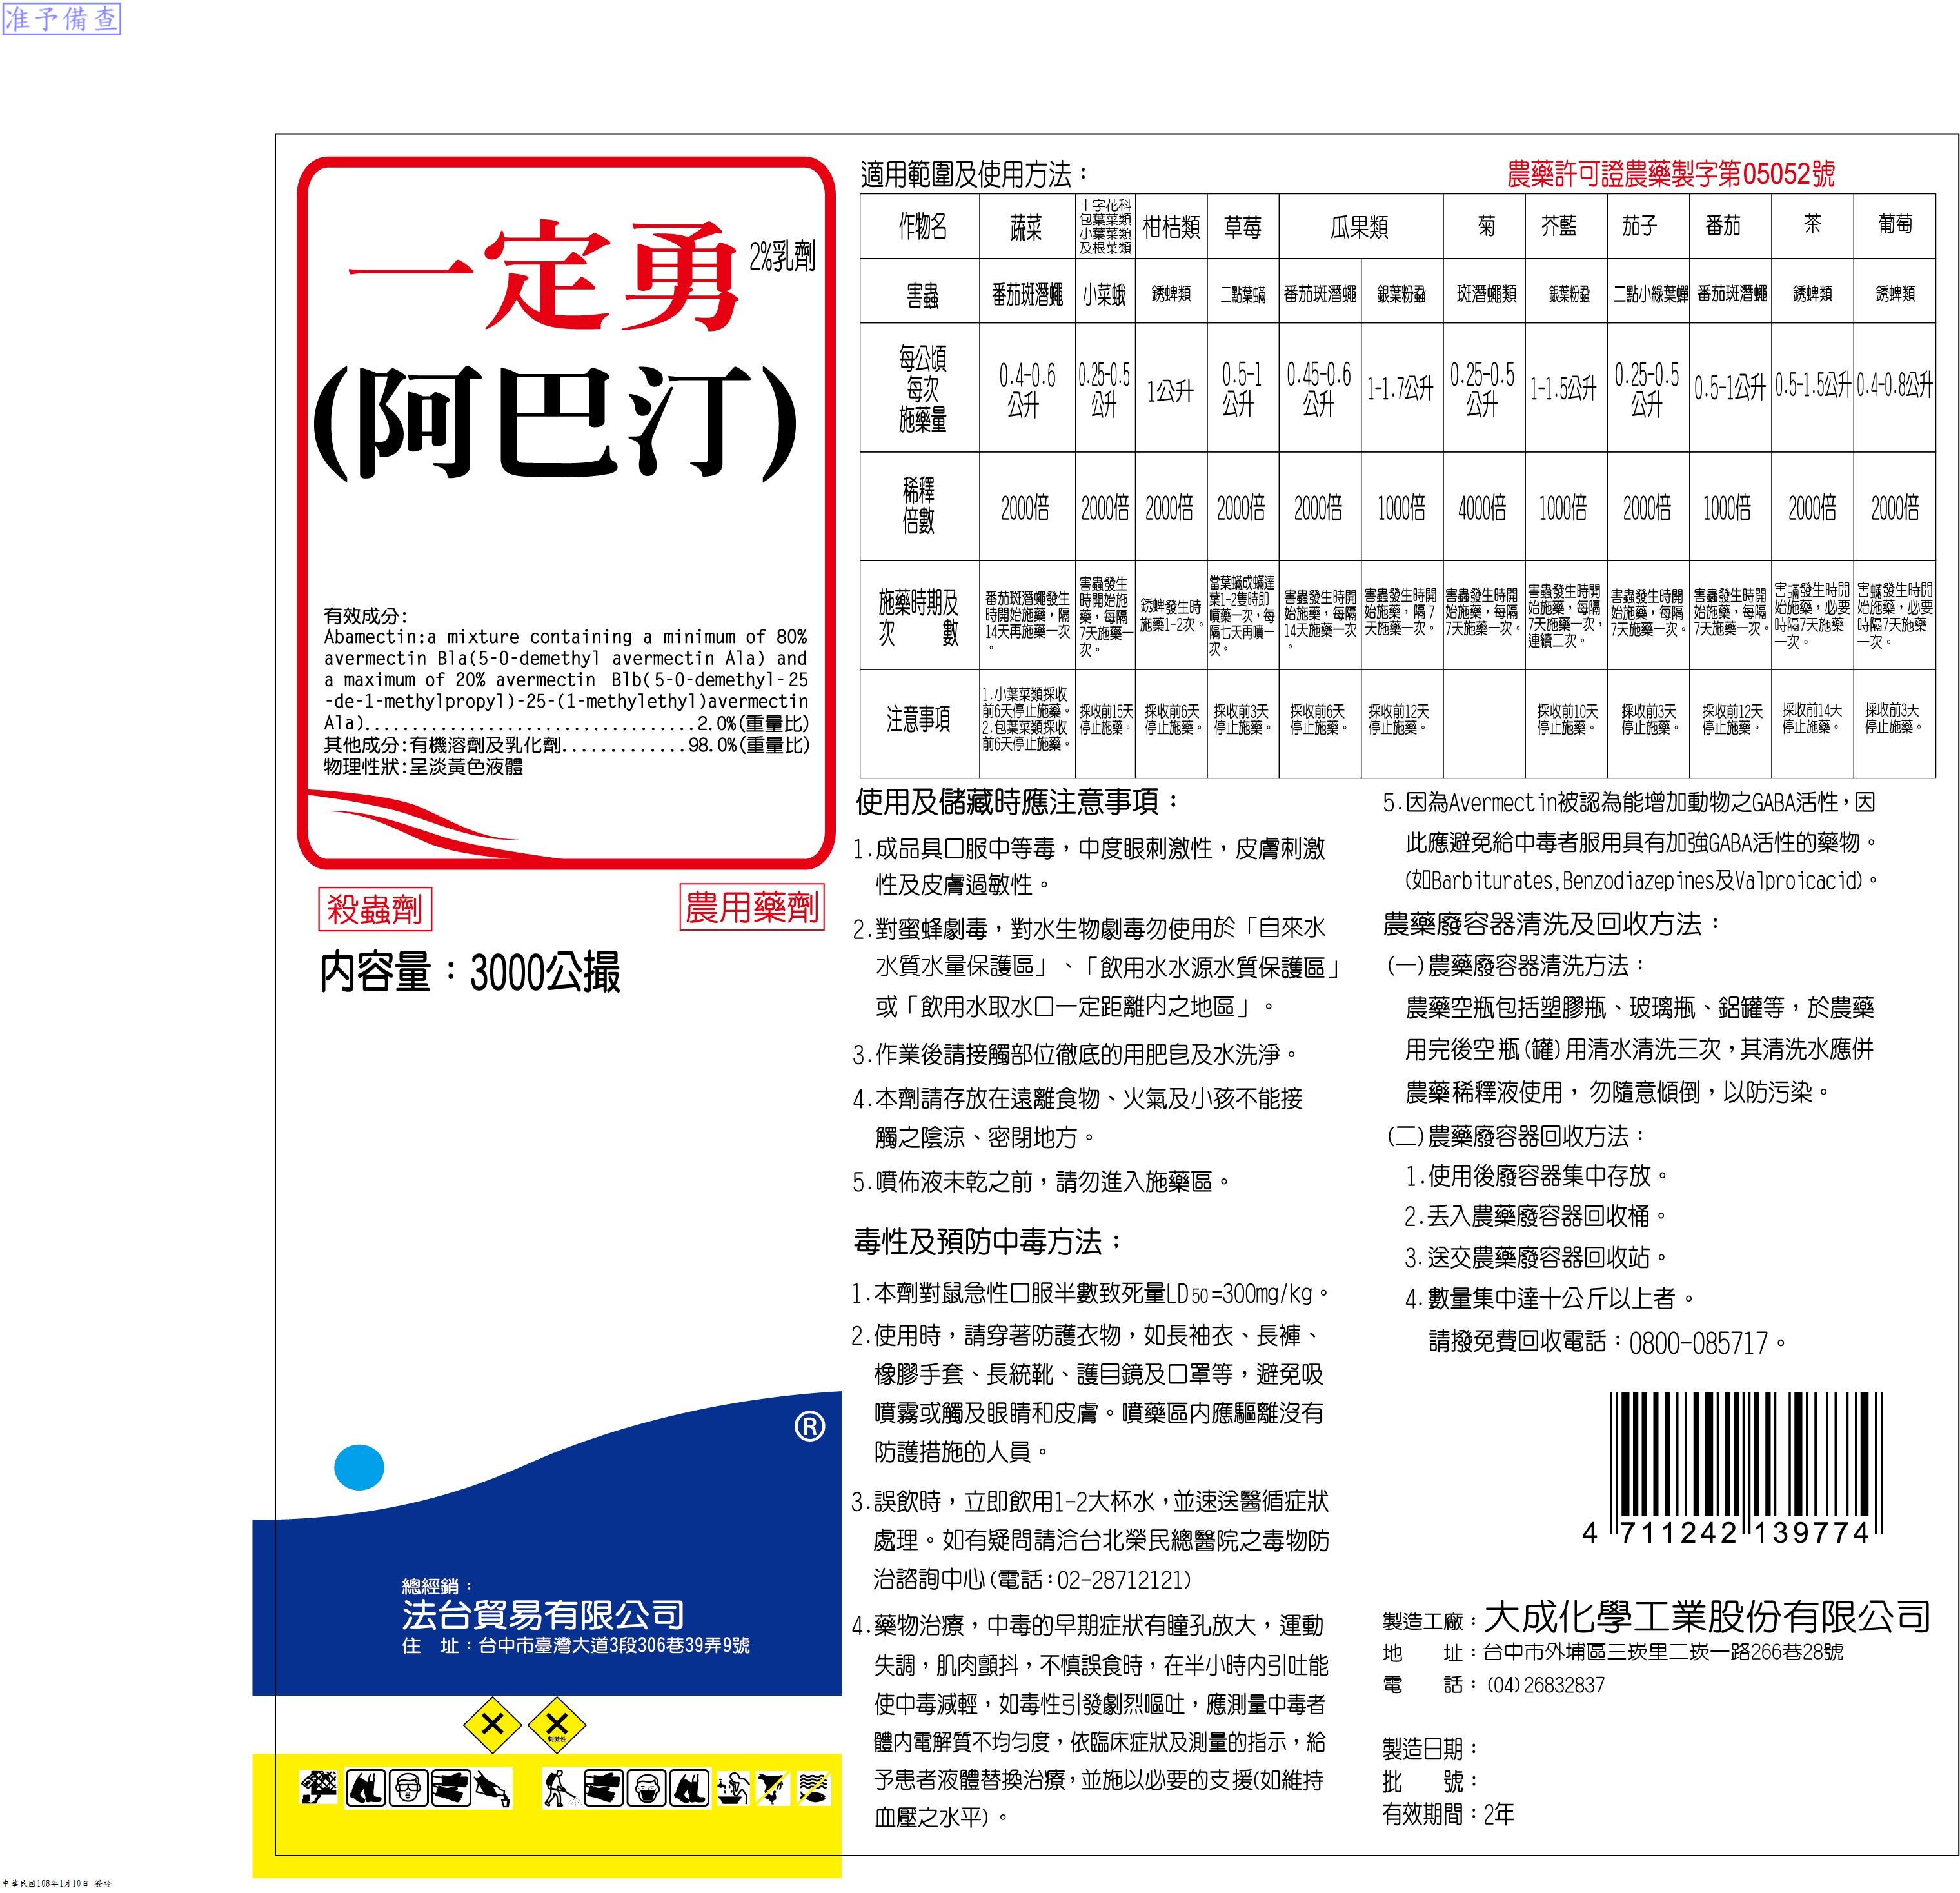 准予備查
一定勇
2%乳劑
(阿巴汀)
有效成分:
Abamectin:a mixture containing a minimum of 80%
avermectin Bla(5-O-demethyl avermectin Ala) and
a maximum of 20% avermectin Blb(5-O-demethyl-25
-de-1-methylpropyl)-25-(1-methylethyl)avermectin
Ala)...................................2.0%(重量比)
其他成分:有機溶劑及乳化劑.............98.0%(重量比)
物理性狀:呈淡黃色液體
殺蟲劑
農用藥劑
內容量：3000公撮
®
總經銷：
法台貿易有限公司
住　址：台中市臺灣大道3段306巷39弄9號
刺激性
適用範圍及使用方法：
農藥許可證農藥製字第05052號
作物名 蔬菜 十字花科包葉菜類小葉菜類及根菜類 柑桔類 草莓 瓜果類 菊 芥藍 茄子 番茄 茶 葡萄
害蟲 番茄斑潛蠅 小菜蛾 銹蜱類 二點葉蟎 番茄斑潛蠅 銀葉粉蝨 斑潛蠅類 銀葉粉蝨 二點小綠葉蟬 番茄斑潛蠅 銹蜱類 銹蜱類
每公頃每次施藥量 0.4-0.6公升 0.25-0.5公升 1公升 0.5-1公升 0.45-0.6公升 1-1.7公升 0.25-0.5公升 1-1.5公升 0.25-0.5公升 0.5-1公升 0.5-1.5公升 0.4-0.8公升
稀釋倍數 2000倍 2000倍 2000倍 2000倍 2000倍 1000倍 4000倍 1000倍 2000倍 1000倍 2000倍 2000倍
施藥時期及次數 番茄斑潛蠅發生時開始施藥，隔14天再施藥一次。 害蟲發生時開始施藥，每隔7天施藥一次。 銹蜱發生時施藥1-2次。 當葉蟎成蟎達葉1-2隻時即噴藥一次，每隔七天再噴一次。 害蟲發生時開始施藥，每隔14天施藥一次。 害蟲發生時開始施藥，隔7天施藥一次。 害蟲發生時開始施藥，每隔7天施藥一次。 害蟲發生時開始施藥，每隔7天施藥一次，連續二次。 害蟲發生時開始施藥，每隔7天施藥一次。 害蟲發生時開始施藥，每隔7天施藥一次。 害蟎發生時開始施藥，必要時隔7天施藥一次。 害蟎發生時開始施藥，必要時隔7天施藥一次。
注意事項 1.小葉菜類採收前6天停止施藥。2.包葉菜類採收前6天停止施藥。 採收前15天停止施藥。 採收前6天停止施藥。 採收前3天停止施藥。 採收前6天停止施藥。 採收前12天停止施藥。 採收前10天停止施藥。 採收前3天停止施藥。 採收前12天停止施藥。 採收前14天停止施藥。 採收前3天停止施藥。
使用及儲藏時應注意事項：
1.成品具口服中等毒，中度眼刺激性，皮膚刺激
性及皮膚過敏性。
2.對蜜蜂劇毒，對水生物劇毒勿使用於「自來水
水質水量保護區」、「飲用水水源水質保護區」
或「飲用水取水口一定距離內之地區」。
3.作業後請接觸部位徹底的用肥皂及水洗淨。
4.本劑請存放在遠離食物、火氣及小孩不能接
觸之陰涼、密閉地方。
5.噴佈液未乾之前，請勿進入施藥區。
毒性及預防中毒方法；
1.本劑對鼠急性口服半數致死量LD50=300mg/kg。
2.使用時，請穿著防護衣物，如長袖衣、長褲、
橡膠手套、長統靴、護目鏡及口罩等，避免吸
噴霧或觸及眼睛和皮膚。噴藥區內應驅離沒有
防護措施的人員。
3.誤飲時，立即飲用1-2大杯水，並速送醫循症狀
處理。如有疑問請洽台北榮民總醫院之毒物防
治諮詢中心(電話：02-28712121)
4.藥物治療，中毒的早期症狀有瞳孔放大，運動
失調，肌肉顫抖，不慎誤食時，在半小時內引吐能
使中毒減輕，如毒性引發劇烈嘔吐，應測量中毒者
體內電解質不均勻度，依臨床症狀及測量的指示，給
予患者液體替換治療，並施以必要的支援(如維持
血壓之水平)。
5.因為Avermectin被認為能增加動物之GABA活性，因
此應避免給中毒者服用具有加強GABA活性的藥物。
(如Barbiturates,Benzodiazepines及Valproicacid)。
農藥廢容器清洗及回收方法：
(一)農藥廢容器清洗方法：
農藥空瓶包括塑膠瓶、玻璃瓶、鋁罐等，於農藥
用完後空瓶(罐)用清水清洗三次，其清洗水應併
農藥稀釋液使用，勿隨意傾倒，以防污染。
(二)農藥廢容器回收方法：
1.使用後廢容器集中存放。
2.丟入農藥廢容器回收桶。
3.送交農藥廢容器回收站。
4.數量集中達十公斤以上者。
請撥免費回收電話：0800-085717。
4 711242 139774
製造工廠：大成化學工業股份有限公司
地　　址：台中市外埔區三崁里二崁一路266巷28號
電　　話：(04)26832837
製造日期：
批　　號：
有效期間：2年
中華民國108年1月10日 簽發